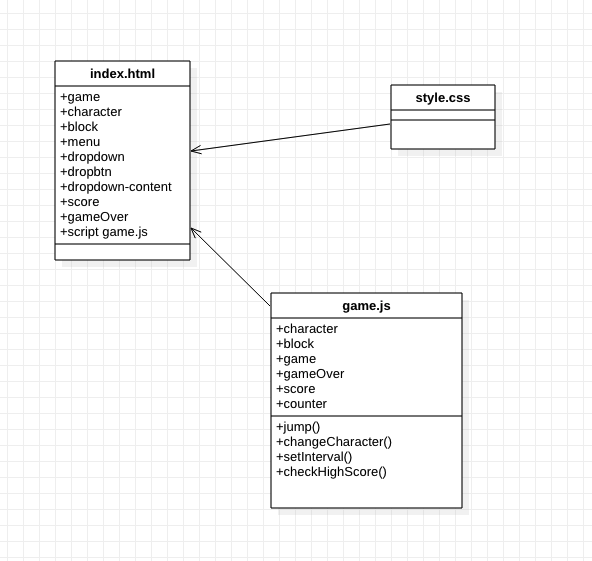 index.html
+game
+character
+block
+menu
+dropdown
+dropbtn
+dropdown-content
+score
+gameOver
+script game.js
style.css
game.js
+character
+block
+game
+gameOver
+score
+counter
+jump()
+changeCharacter()
+setInterval()
+checkHighScore()